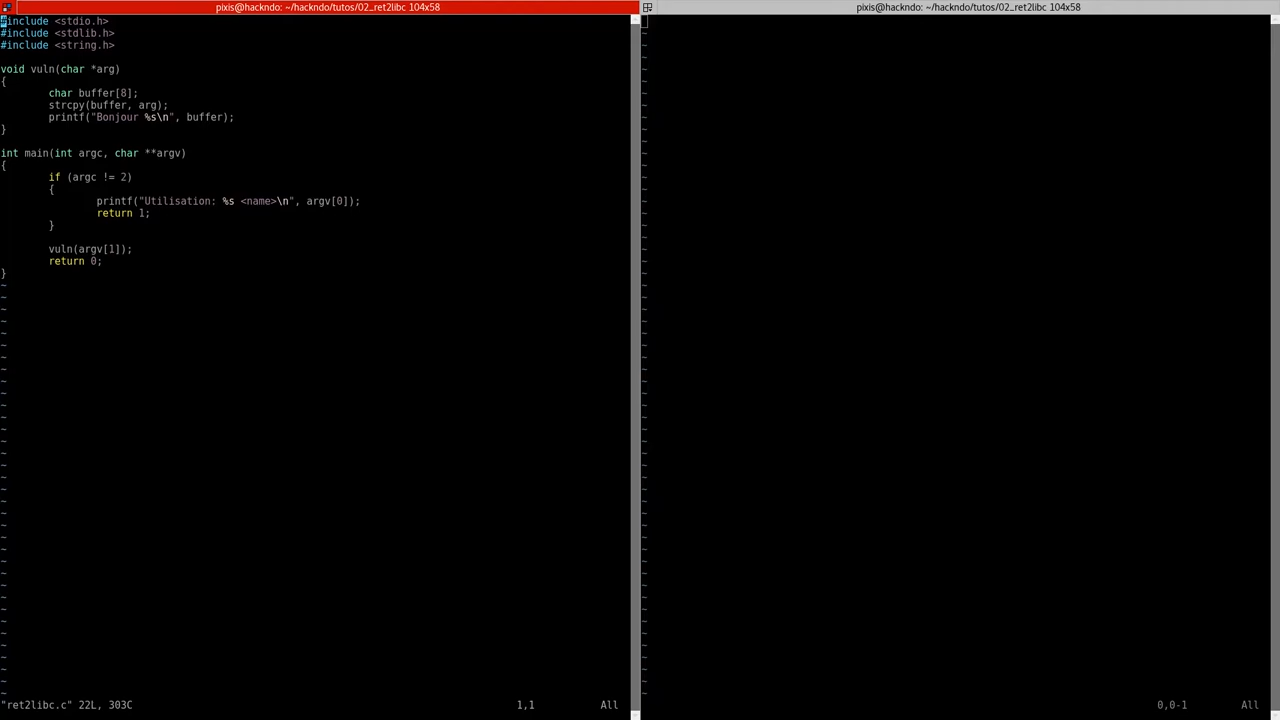 pixis@hackndo: ~/hackndo/tutos/02_ret2libc 104x58
#include <stdio.h>
#include <stdlib.h>
#include <string.h>
void vuln(char *arg)
{
char buffer[8];
strcpy(buffer, arg);
printf("Bonjour %s\n", buffer);
}
int main(int argc, char **argv)
{
if (argc != 2)
{
printf("Utilisation: %s <name>\n", argv[0]);
return 1;
}
vuln(argv[1]);
return 0;
}
"ret2libc.c" 22L, 303C 1,1 All
pixis@hackndo: ~/hackndo/tutos/02_ret2libc 104x58
0,0-1 All